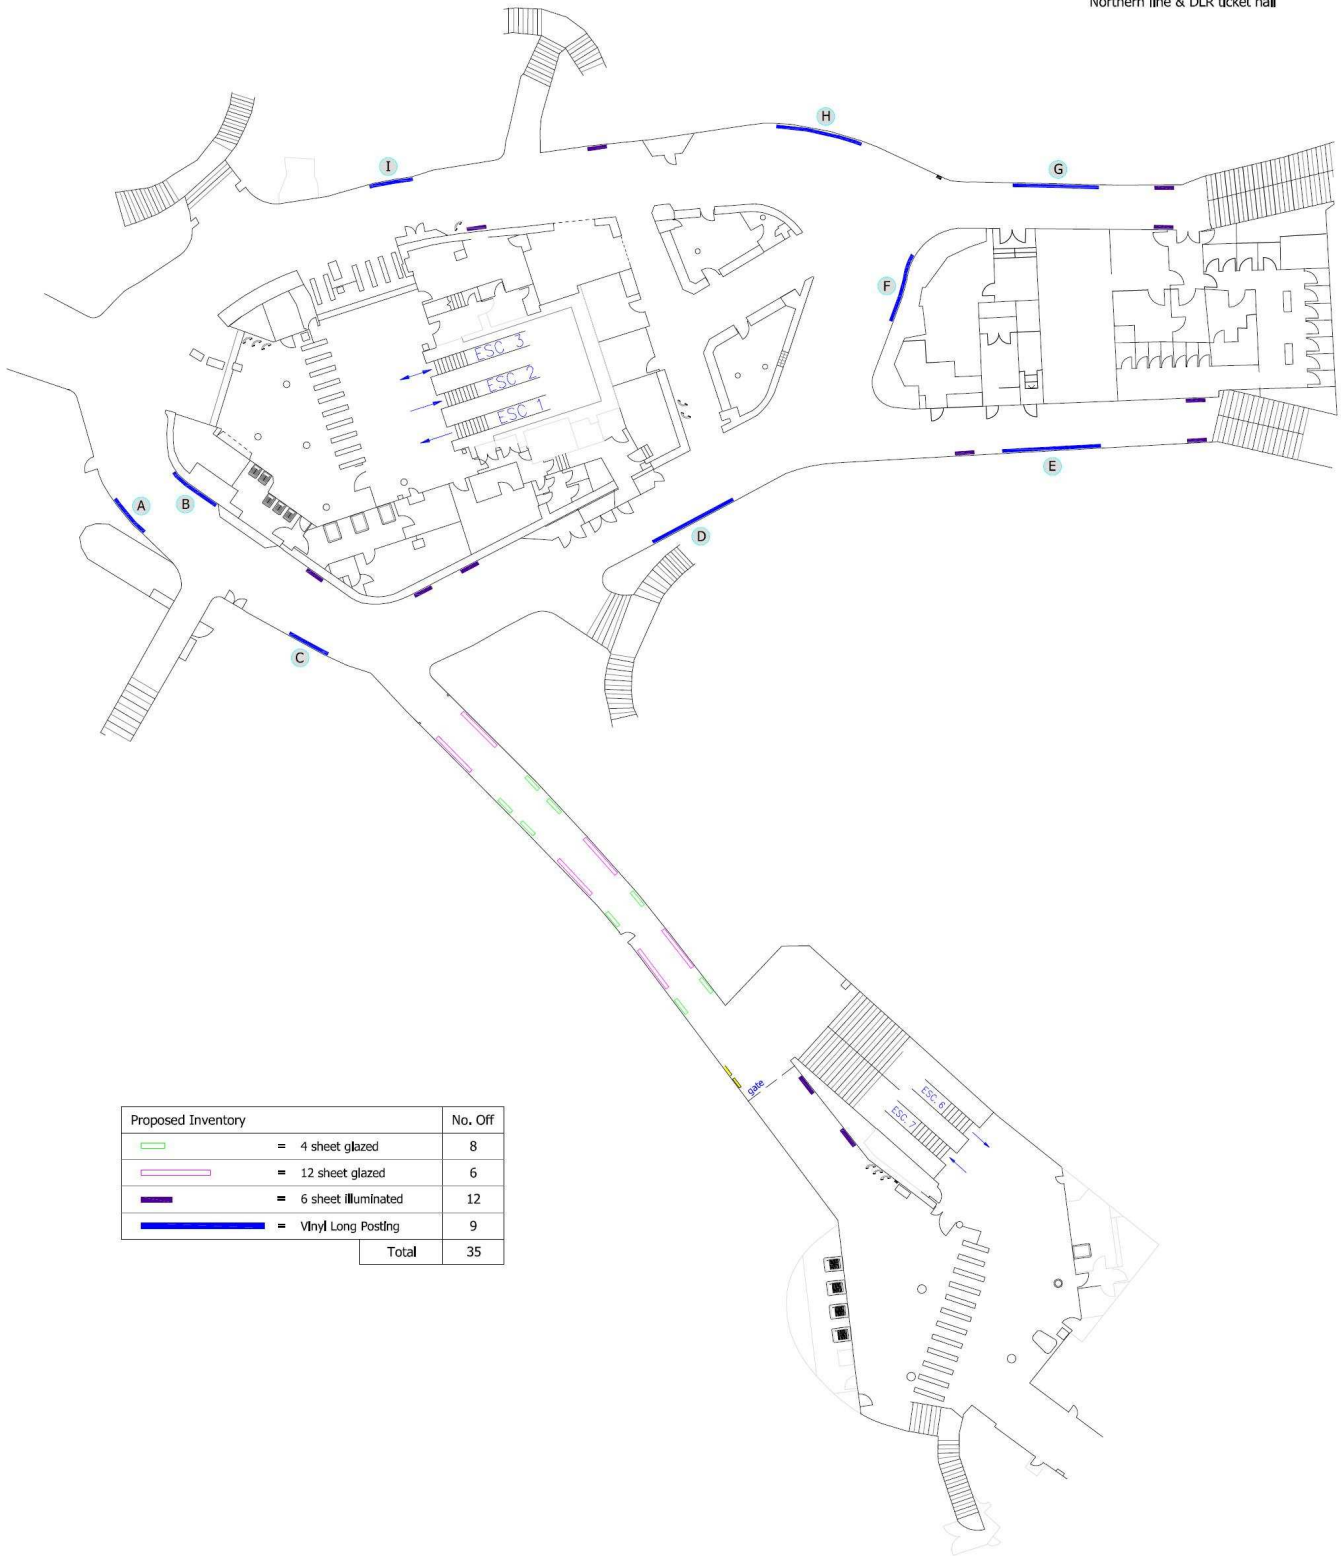 Northern line & DLR ticket hall
H
I
G
F
ESC 3
ESC 2
ESC 1
E
A
B
D
C
gate
ESC. 6
ESC. 7
Proposed Inventory No. Off
= 4 sheet glazed 8
= 12 sheet glazed 6
= 6 sheet illuminated 12
= Vinyl Long Posting 9
Total 35